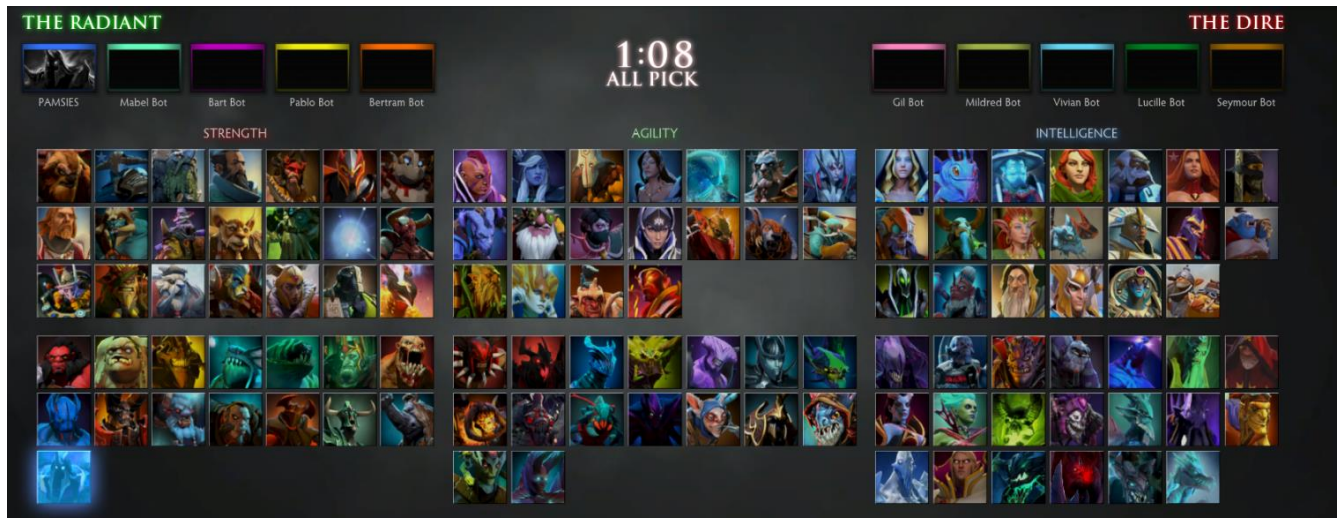 THE RADIANT
THE DIRE
1:08
ALL PICK
PAMSIES
Mabel Bot
Bart Bot
Pablo Bot
Bertram Bot
Gil Bot
Mildred Bot
Vivian Bot
Lucille Bot
Seymour Bot
STRENGTH
AGILITY
INTELLIGENCE